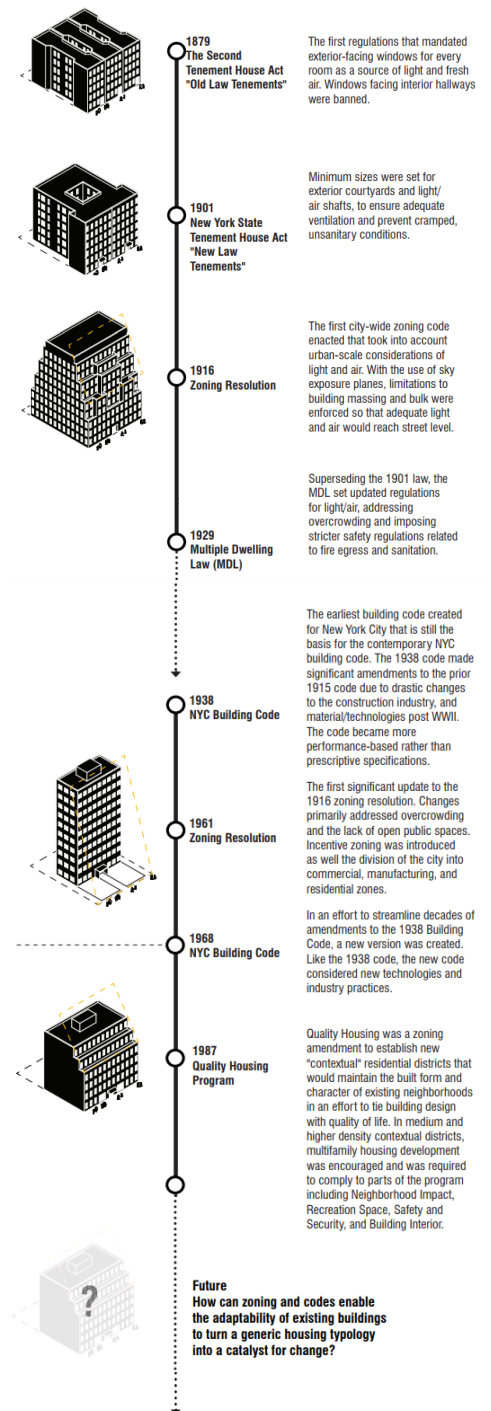 1879
The Second
Tenement House Act
"Old Law Tenements"
The first regulations that mandated
exterior-facing windows for every
room as a source of light and fresh
air. Windows facing interior hallways
were banned.
1901
New York State
Tenement House Act
"New Law
Tenements"
Minimum sizes were set for
exterior courtyards and light/
air shafts, to ensure adequate
ventilation and prevent cramped,
unsanitary conditions.
1916
Zoning Resolution
The first city-wide zoning code
enacted that took into account
urban-scale considerations of
light and air. With the use of sky
exposure planes, limitations to
building massing and bulk were
enforced so that adequate light
and air would reach street level.
1929
Multiple Dwelling
Law (MDL)
Superseding the 1901 law, the
MDL set updated regulations
for light/air, addressing
overcrowding and imposing
stricter safety regulations related
to fire egress and sanitation.
1938
NYC Building Code
The earliest building code created
for New York City that is still the
basis for the contemporary NYC
building code. The 1938 code made
significant amendments to the prior
1915 code due to drastic changes
to the construction industry, and
material/technologies post WWII.
The code became more
performance-based rather than
prescriptive specifications.
1961
Zoning Resolution
The first significant update to the
1916 zoning resolution. Changes
primarily addressed overcrowding
and the lack of open public spaces.
Incentive zoning was introduced
as well the division of the city into
commercial, manufacturing, and
residential zones.
1968
NYC Building Code
In an effort to streamline decades of
amendments to the 1938 Building
Code, a new version was created.
Like the 1938 code, the new code
considered new technologies and
industry practices.
1987
Quality Housing
Program
Quality Housing was a zoning
amendment to establish new
"contextual" residential districts that
would maintain the built form and
character of existing neighborhoods
in an effort to tie building design
with quality of life. In medium and
higher density contextual districts,
multifamily housing development
was encouraged and was required
to comply to parts of the program
including Neighborhood Impact,
Recreation Space, Safety and
Security, and Building Interior.
?
Future
How can zoning and codes enable
the adaptability of existing buildings
to turn a generic housing typology
into a catalyst for change?